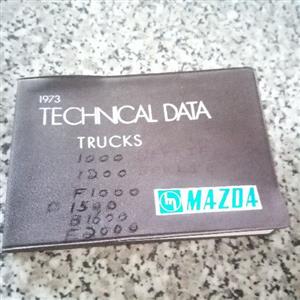 1973
TECHNICAL DATA
TRUCKS
1000
1200
F1000
1500
B1600
E2000
MAZDA